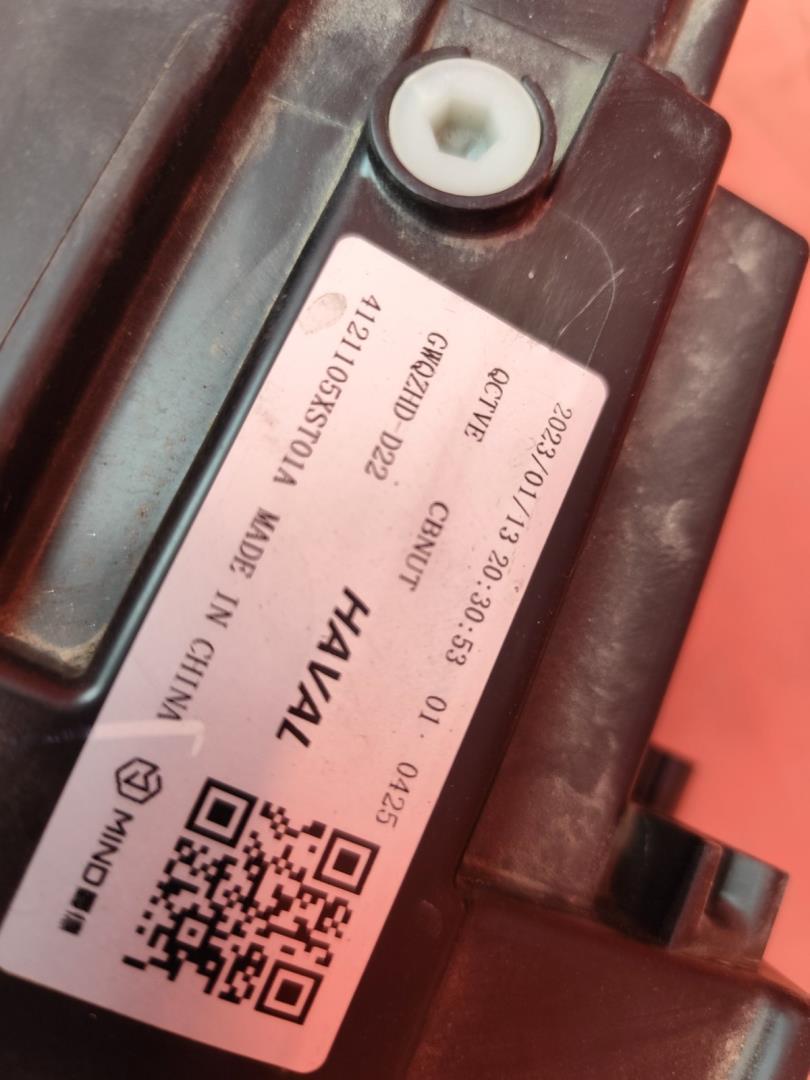 2023/01/13 20:30:53 01· 0425
QCTVE CBNUT
GWQZHD-D22 HAVAL
4121105XST01A MADE IN CHINA
MIND